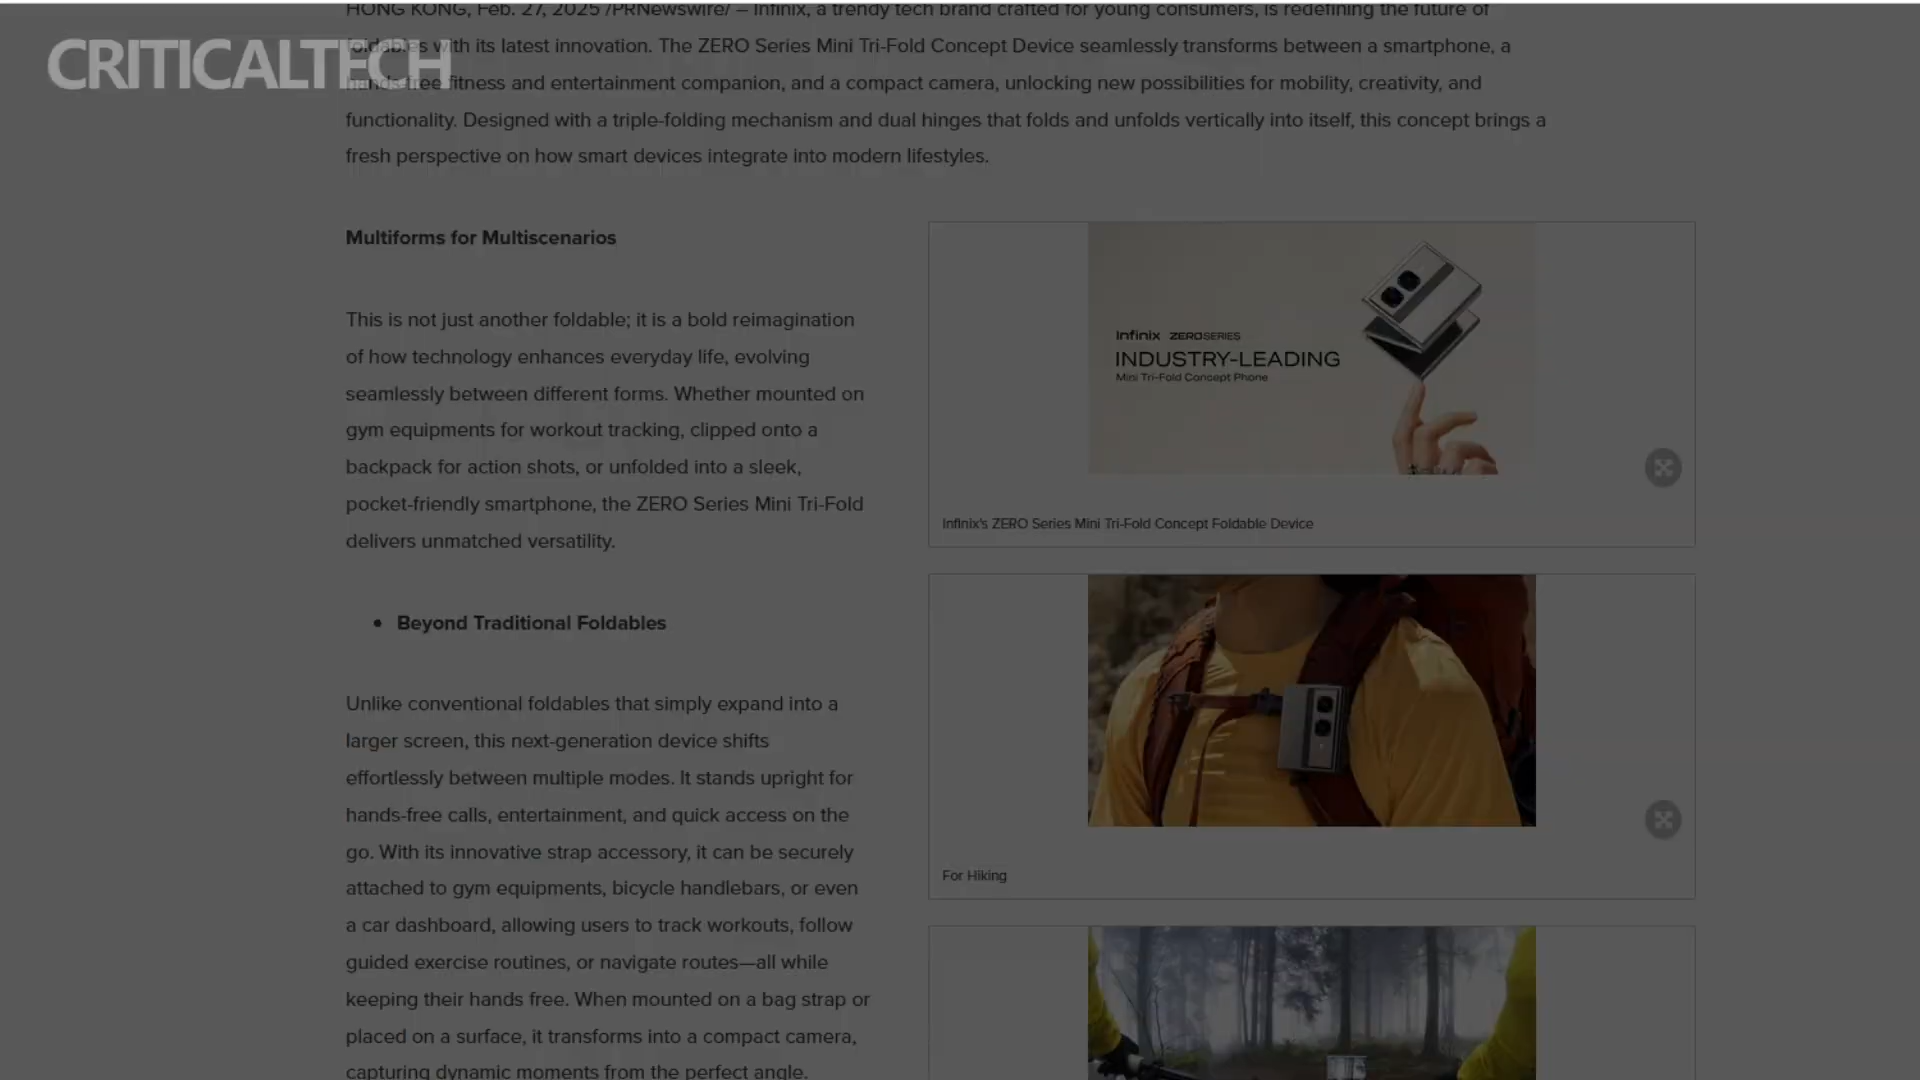 HONG KONG, Feb. 27, 2025 /PRNewswire/ – Infinix, a trendy tech brand crafted for young consumers, is redefining the future of
CRITICALTECH
foldables with its latest innovation. The ZERO Series Mini Tri-Fold Concept Device seamlessly transforms between a smartphone, a
hands-free fitness and entertainment companion, and a compact camera, unlocking new possibilities for mobility, creativity, and
functionality. Designed with a triple-folding mechanism and dual hinges that folds and unfolds vertically into itself, this concept brings a
fresh perspective on how smart devices integrate into modern lifestyles.
Multiforms for Multiscenarios
This is not just another foldable; it is a bold reimagination
of how technology enhances everyday life, evolving
seamlessly between different forms. Whether mounted on
gym equipments for workout tracking, clipped onto a
backpack for action shots, or unfolded into a sleek,
pocket-friendly smartphone, the ZERO Series Mini Tri-Fold
delivers unmatched versatility.
• Beyond Traditional Foldables
Unlike conventional foldables that simply expand into a
larger screen, this next-generation device shifts
effortlessly between multiple modes. It stands upright for
hands-free calls, entertainment, and quick access on the
go. With its innovative strap accessory, it can be securely
attached to gym equipments, bicycle handlebars, or even
a car dashboard, allowing users to track workouts, follow
guided exercise routines, or navigate routes—all while
keeping their hands free. When mounted on a bag strap or
placed on a surface, it transforms into a compact camera,
capturing dynamic moments from the perfect angle.
Infinix ZERO SERIES
INDUSTRY-LEADING
Mini Tri-Fold Concept Phone
Infinix's ZERO Series Mini Tri-Fold Concept Foldable Device
For Hiking